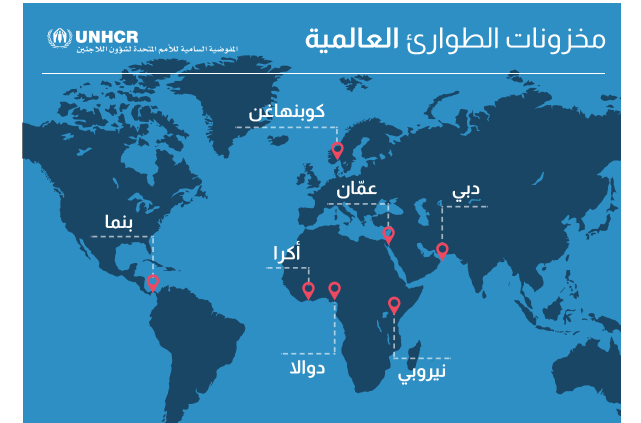 مخزونات الطوارئ العالمية
UNHCR
المفوضية السامية للأمم المتحدة لشؤون اللاجئين
كوبنهاغن
عمّان
دبي
بنما
أكرا
دوالا
نيروبي